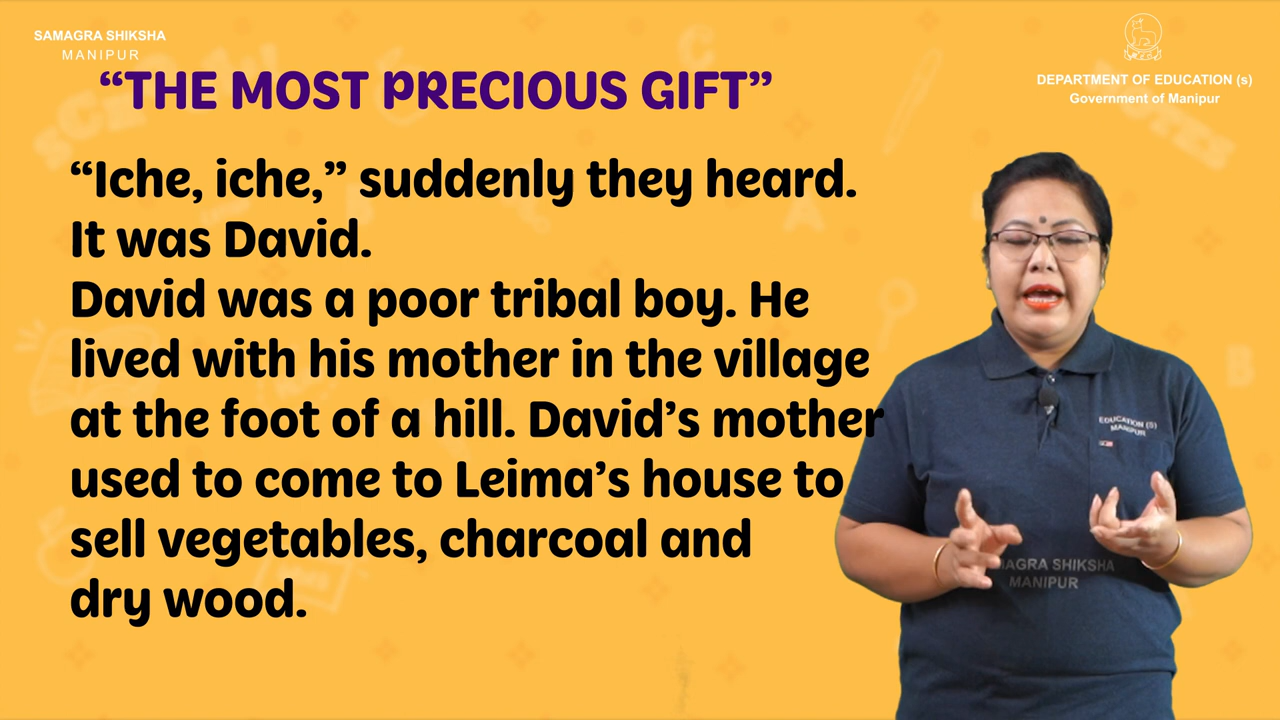 SAMAGRA SHIKSHA
MANIPUR
DEPARTMENT OF EDUCATION (s)
Government of Manipur
“THE MOST PRECIOUS GIFT”
“Iche, iche,” suddenly they heard.
It was David.
David was a poor tribal boy. He
lived with his mother in the village
at the foot of a hill. David’s mother
used to come to Leima’s house to
sell vegetables, charcoal and
dry wood.
EDUCATION (S)
MANIPUR
SAMAGRA SHIKSHA
MANIPUR